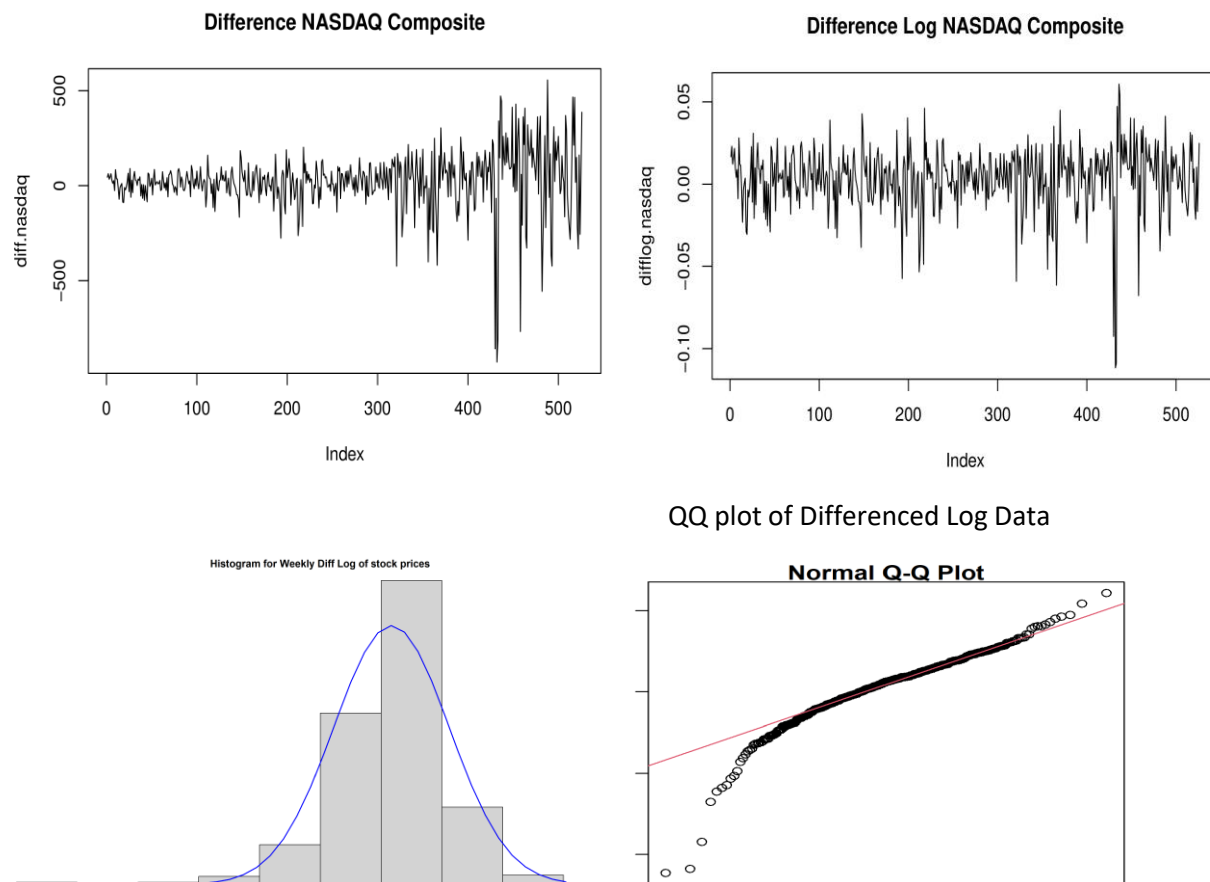 Difference NASDAQ Composite
diff.nasdaq
500
0
−500
0 100 200 300 400 500
Index
Difference Log NASDAQ Composite
difflog.nasdaq
0.05
0.00
−0.05
−0.10
0 100 200 300 400 500
Index
QQ plot of Differenced Log Data
Histogram for Weekly Diff Log of stock prices
Normal Q-Q Plot